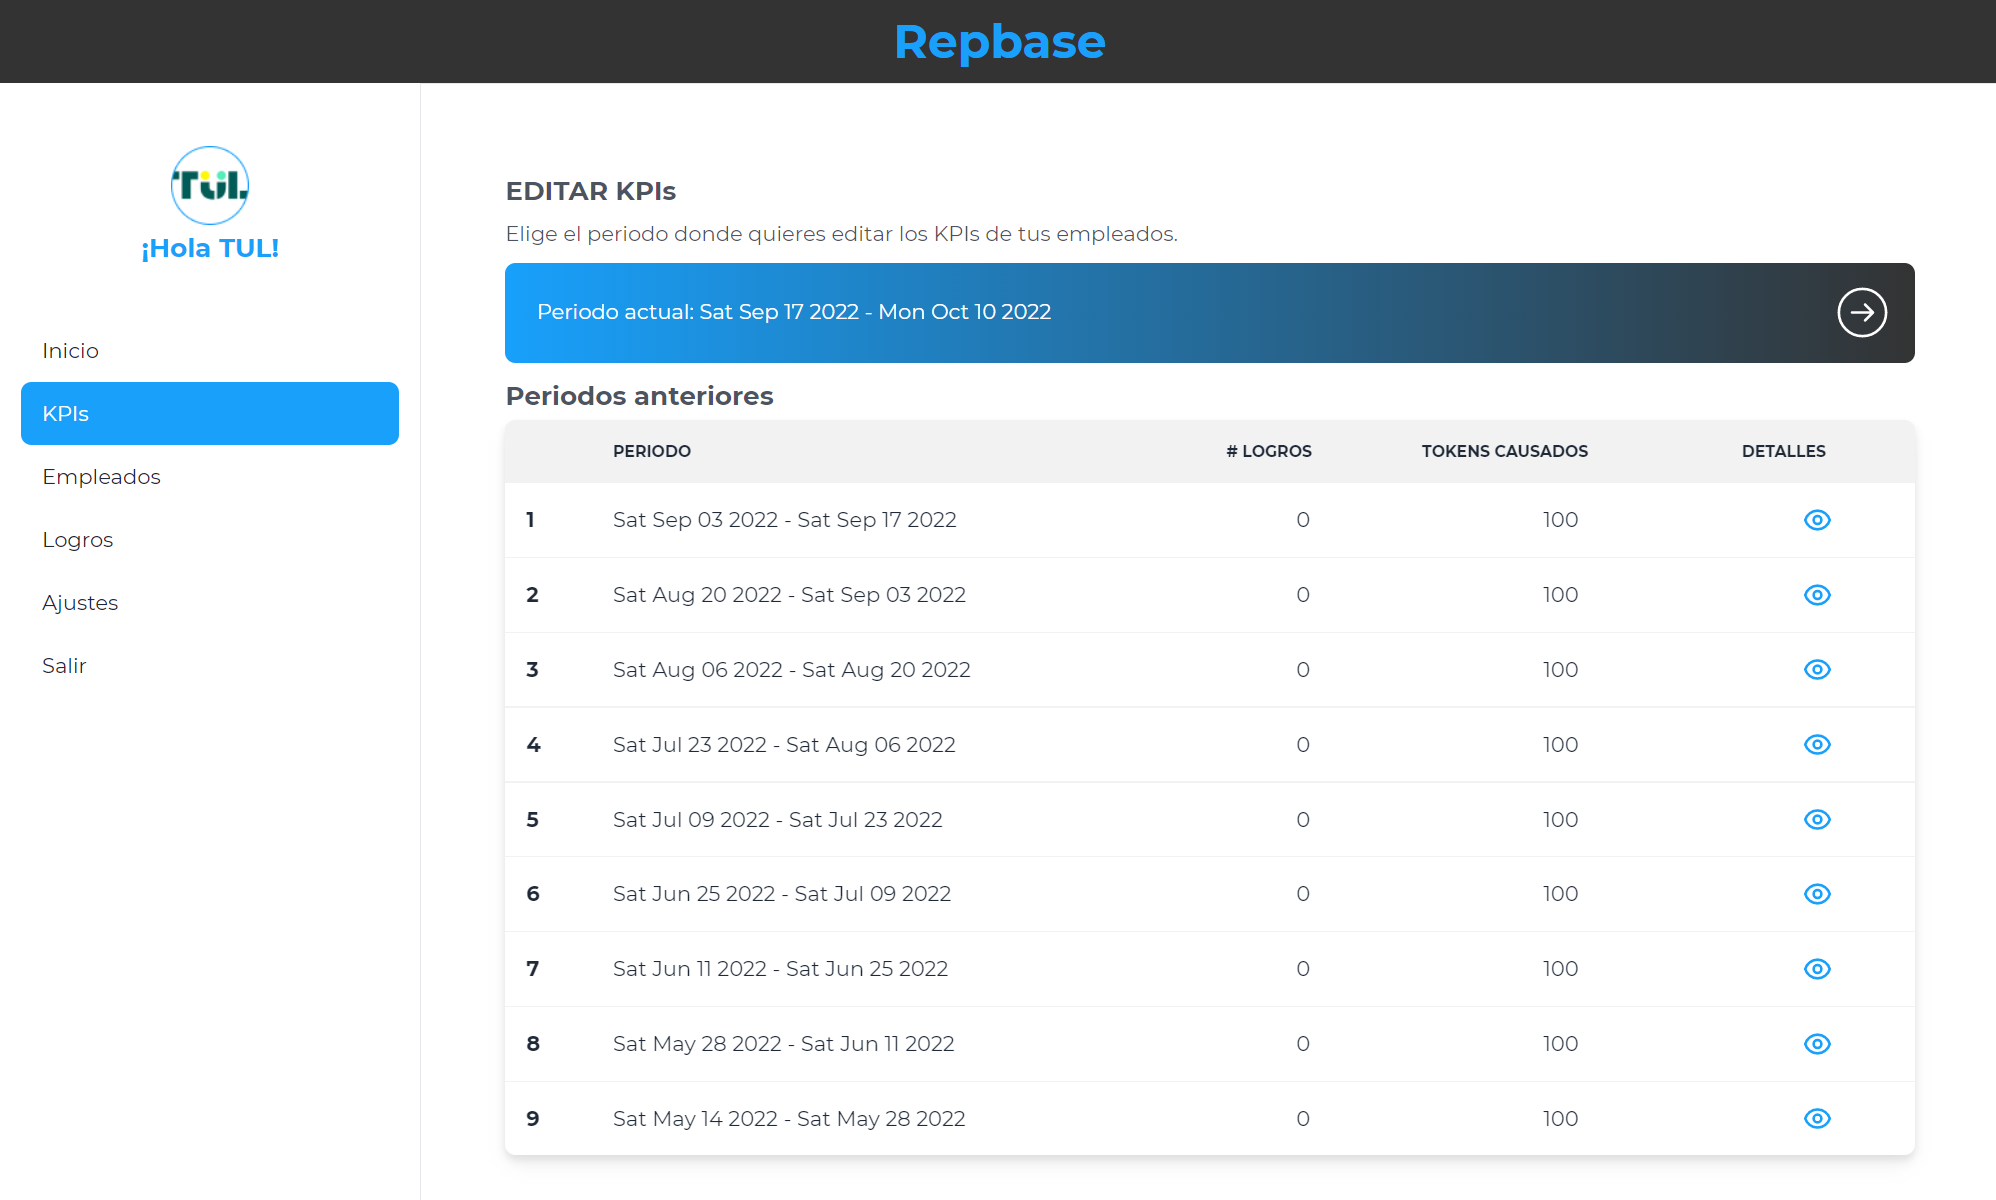 Repbase
TUL
¡Hola TUL!
Inicio
KPIs
Empleados
Logros
Ajustes
Salir
EDITAR KPIs
Elige el periodo donde quieres editar los KPIs de tus empleados.
Periodo actual: Sat Sep 17 2022 - Mon Oct 10 2022
Periodos anteriores
PERIODO # LOGROS TOKENS CAUSADOS DETALLES
1 Sat Sep 03 2022 - Sat Sep 17 2022 0 100
2 Sat Aug 20 2022 - Sat Sep 03 2022 0 100
3 Sat Aug 06 2022 - Sat Aug 20 2022 0 100
4 Sat Jul 23 2022 - Sat Aug 06 2022 0 100
5 Sat Jul 09 2022 - Sat Jul 23 2022 0 100
6 Sat Jun 25 2022 - Sat Jul 09 2022 0 100
7 Sat Jun 11 2022 - Sat Jun 25 2022 0 100
8 Sat May 28 2022 - Sat Jun 11 2022 0 100
9 Sat May 14 2022 - Sat May 28 2022 0 100